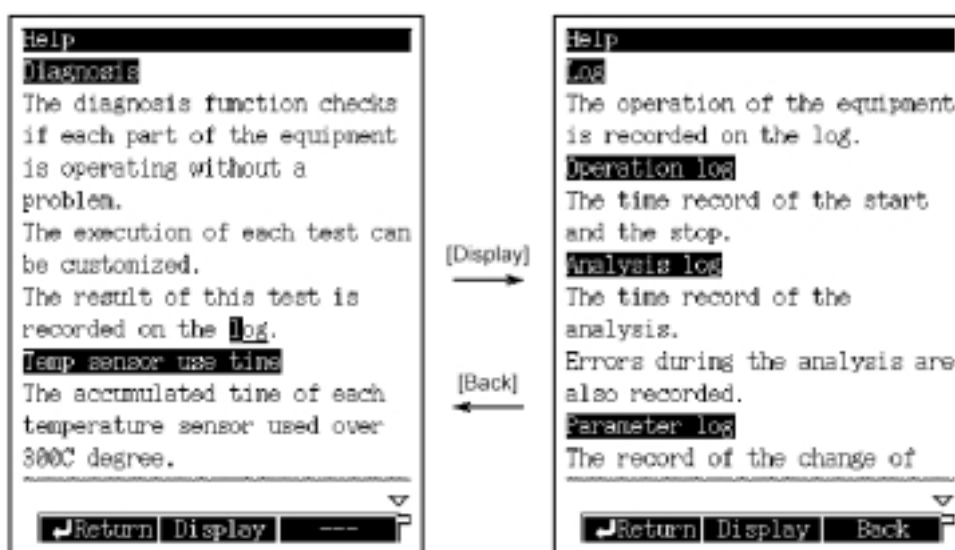 Help
Diagnosis
The diagnosis function checks
if each part of the equipment
is operating without a
problem.
The execution of each test can
be customized.
The result of this test is
recorded on the log.
Temp sensor use time
The accumulated time of each
temperature sensor used over
300C degree.
Return Display ---
[Display]
[Back]
Help
Log
The operation of the equipment
is recorded on the log.
Operation log
The time record of the start
and the stop.
Analysis log
The time record of the
analysis.
Errors during the analysis are
also recorded.
Parameter log
The record of the change of
Return Display Back